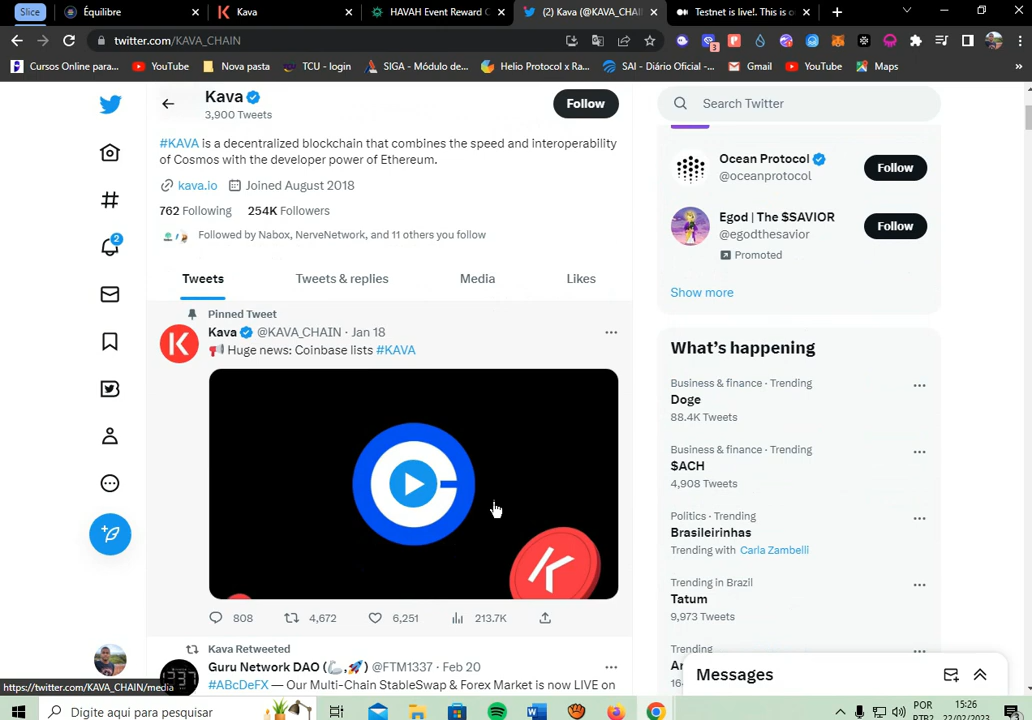 Slice
Équilibre
Kava
HAVAH Event Reward C
(2) Kava (@KAVA_CHAI
Testnet is live!. This is o
twitter.com/KAVA_CHAIN
3
Cursos Online para...
YouTube
Nova pasta
TCU - login
SIGA - Módulo de...
Helio Protocol x Ra...
SAI - Diário Oficial -...
Gmail
YouTube
Maps
»
Kava
3,900 Tweets
Follow
#KAVA is a decentralized blockchain that combines the speed and interoperability
of Cosmos with the developer power of Ethereum.
kava.io
Joined August 2018
762 Following
254K Followers
Followed by Nabox, NerveNetwork, and 11 others you follow
Tweets
Tweets & replies
Media
Likes
2
Pinned Tweet
Kava @KAVA_CHAIN · Jan 18
📢 Huge news: Coinbase lists #KAVA
808
4,672
6,251
213.7K
Kava Retweeted
Guru Network DAO (🦾,🚀) @FTM1337 · Feb 20
#ABcDeFX — Our Multi-Chain StableSwap & Forex Market is now LIVE on
1337
Search Twitter
Ocean Protocol
@oceanprotocol
Follow
Egod | The $SAVIOR
@egodthesavior
Follow
Promoted
Show more
What's happening
Business & finance · Trending
Doge
88.4K Tweets
Business & finance · Trending
$ACH
4,908 Tweets
Politics · Trending
Brasileirinhas
Trending with Carla Zambelli
Trending in Brazil
Tatum
9,973 Tweets
Trending
Messages
https://twitter.com/KAVA_CHAIN/media
Digite aqui para pesquisar
POR
PTB2
15:26
22/02/2023